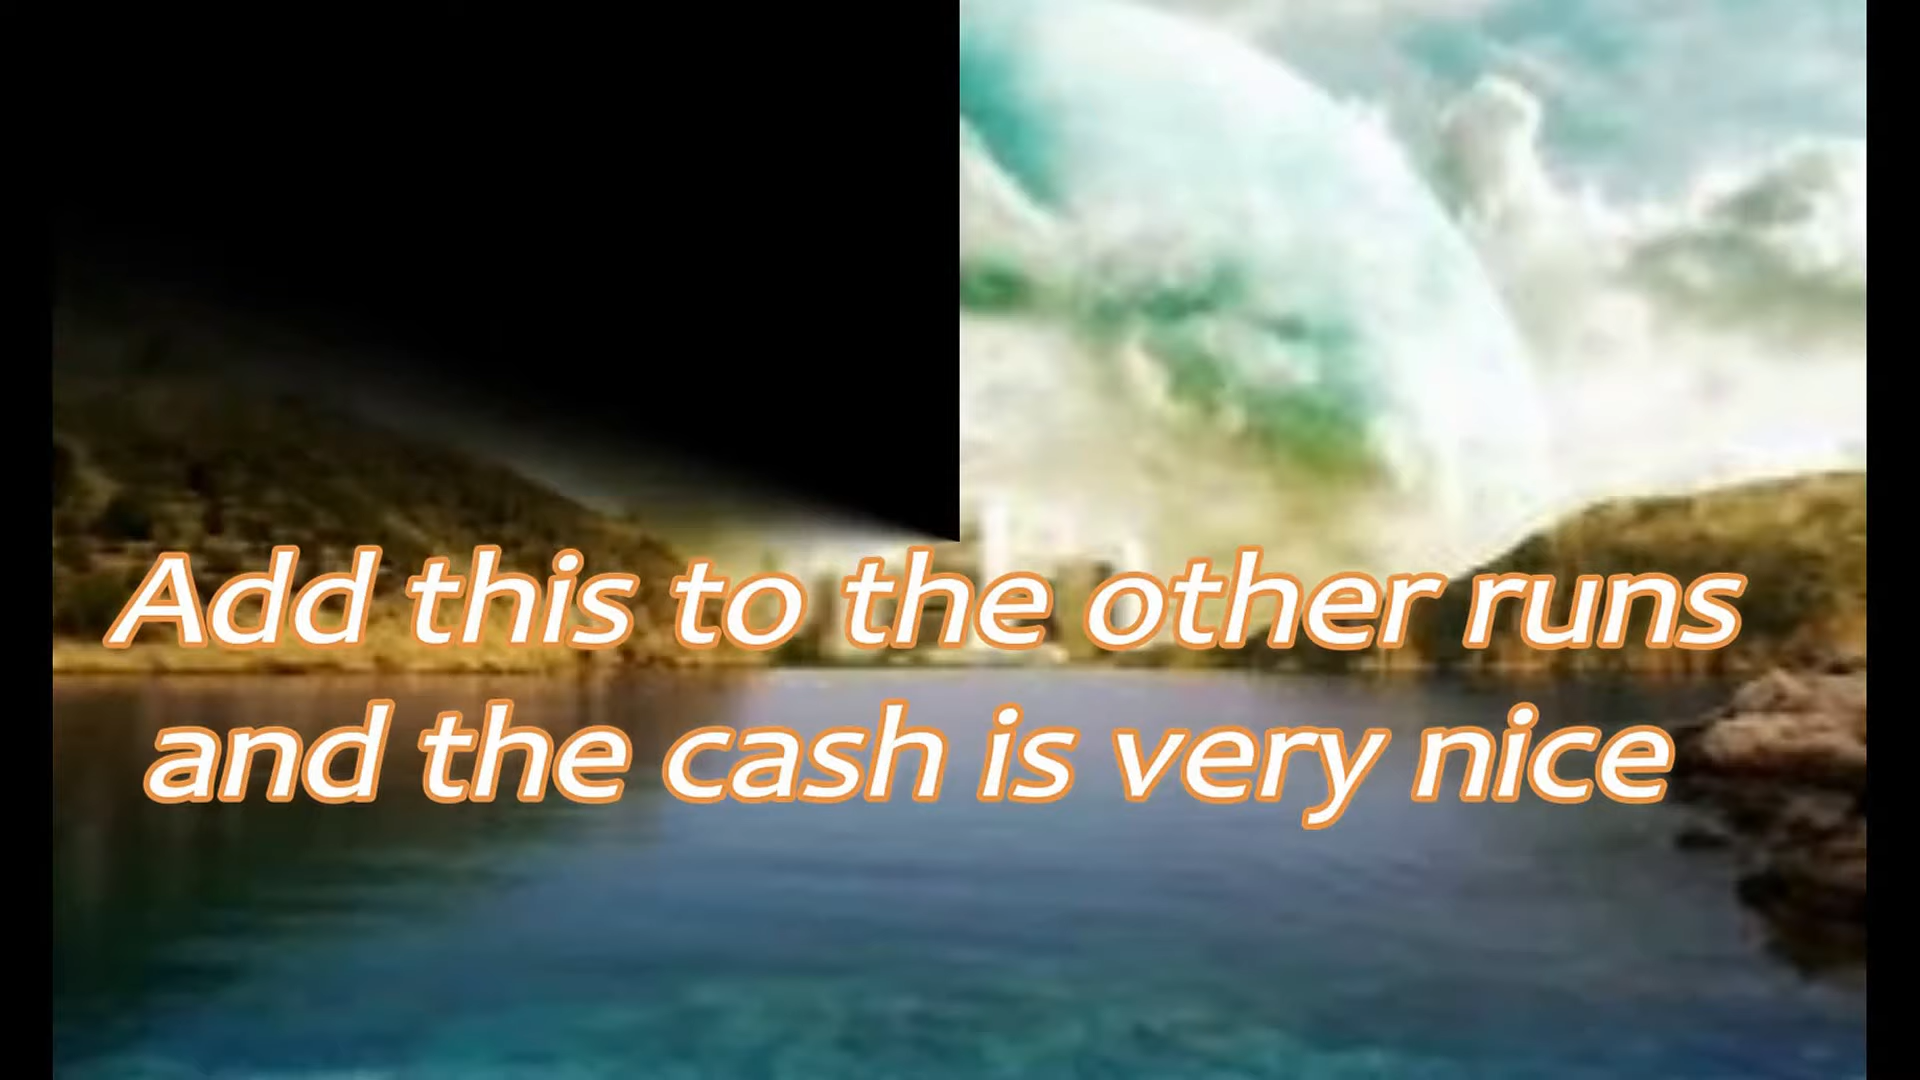 Add this to the other runs
and the cash is very nice